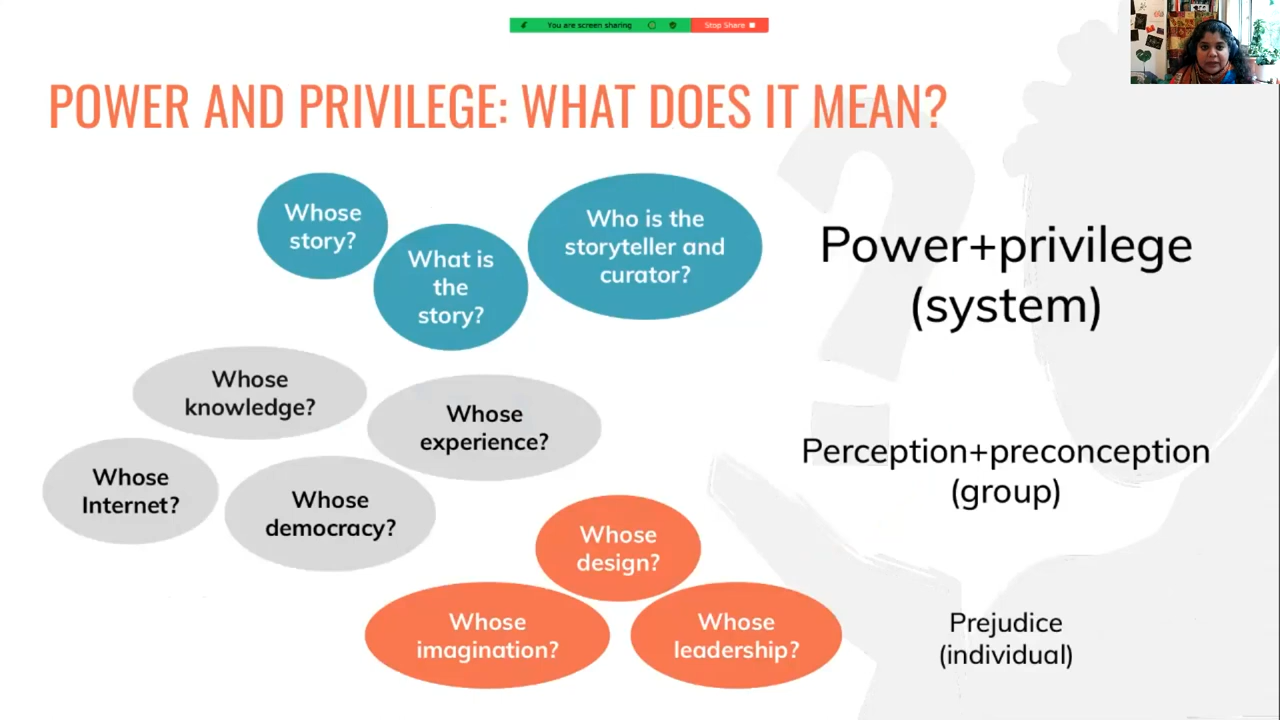 You are screen sharing
Stop Share
POWER AND PRIVILEGE: WHAT DOES IT MEAN?
Whose
story?
What is
the
story?
Who is the
storyteller and
curator?
Power+privilege
(system)
Whose
knowledge?
Whose
experience?
Perception+preconception
(group)
Whose
Internet?
Whose
democracy?
Whose
design?
Whose
imagination?
Whose
leadership?
Prejudice
(individual)